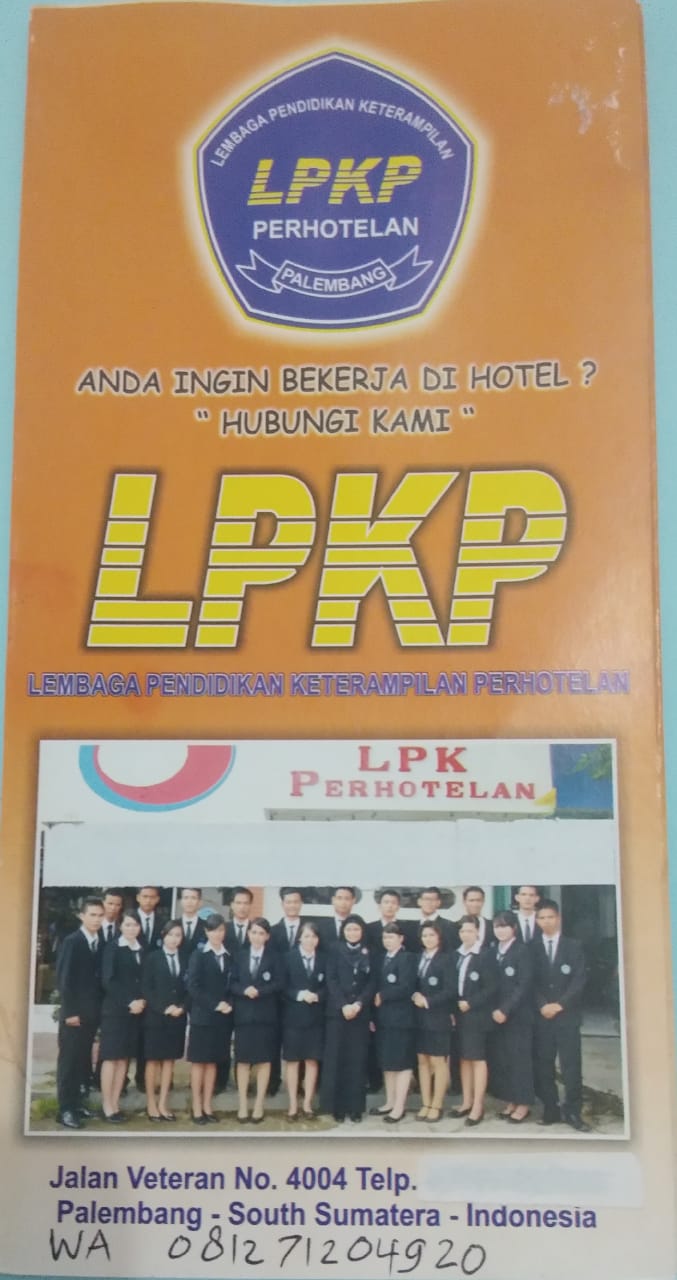 LEMBAGA PENDIDIKAN KETERAMPILAN
LPKP
PERHOTELAN
PALEMBANG
ANDA INGIN BEKERJA DI HOTEL ?
“ HUBUNGI KAMI “
LPKP
LEMBAGA PENDIDIKAN KETERAMPILAN PERHOTELAN
LPK
PERHOTELAN
Jalan Veteran No. 4004 Telp.
Palembang - South Sumatera - Indonesia
WA 081271204920